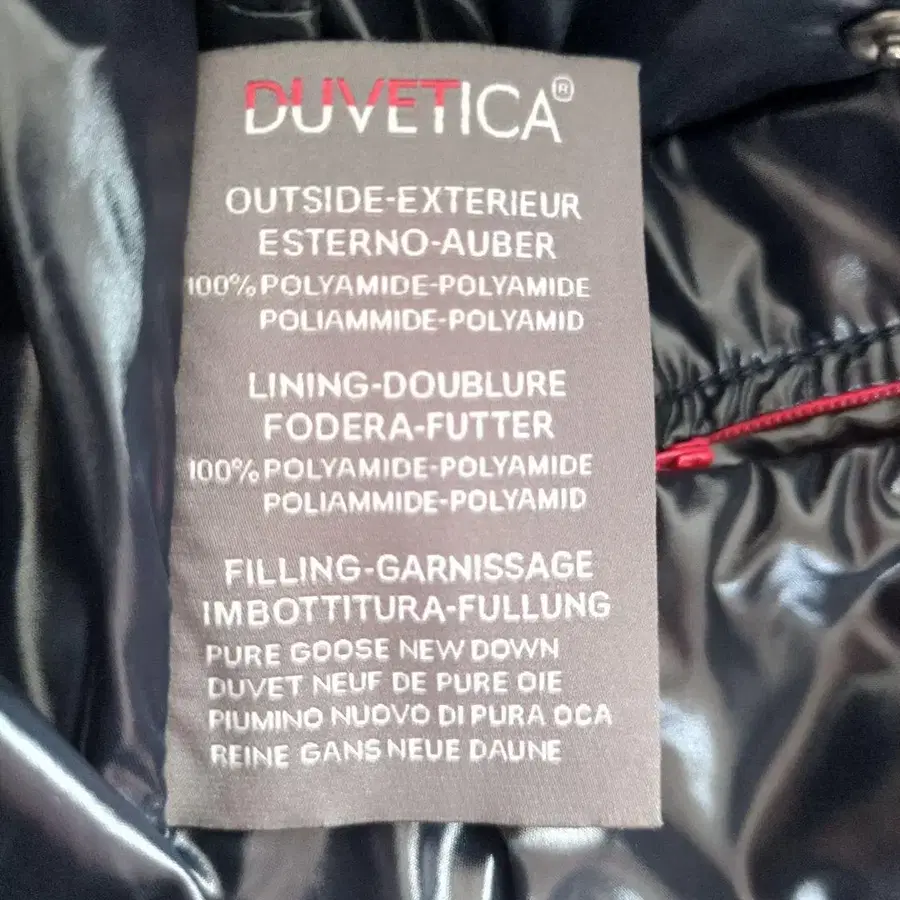 DUVETICA®
OUTSIDE-EXTERIEUR
ESTERNO-AUBER
100% POLYAMIDE-POLYAMIDE
POLIAMMIDE-POLYAMID
LINING-DOUBLURE
FODERA-FUTTER
100% POLYAMIDE-POLYAMIDE
POLIAMMIDE-POLYAMID
FILLING-GARNISSAGE
IMBOTTITURA-FULLUNG
PURE GOOSE NEW DOWN
DUVET NEUF DE PURE OIE
PIUMINO NUOVO DI PURA OCA
REINE GANS NEUE DAUNE